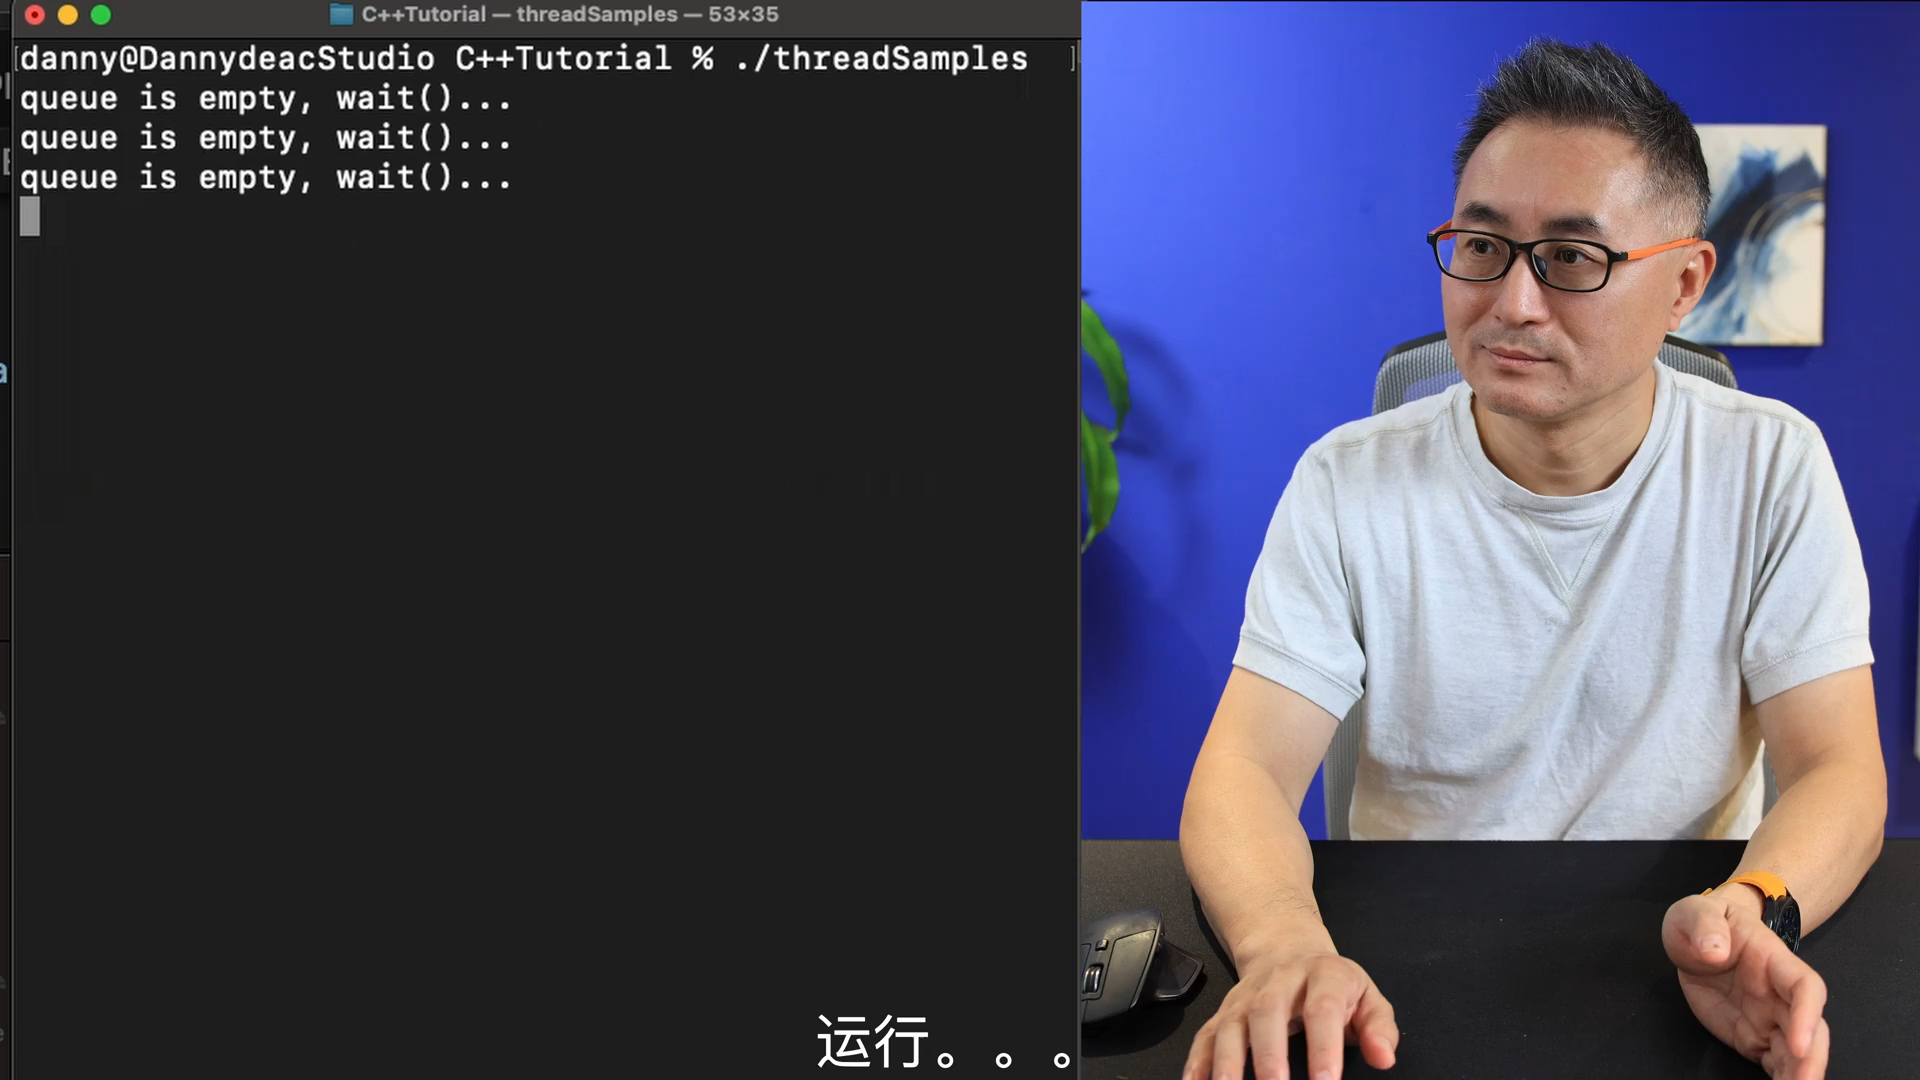 C++Tutorial — threadSamples — 53×35
danny@DannydeacStudio C++Tutorial % ./threadSamples
queue is empty, wait()...
queue is empty, wait()...
queue is empty, wait()...
运行。。。